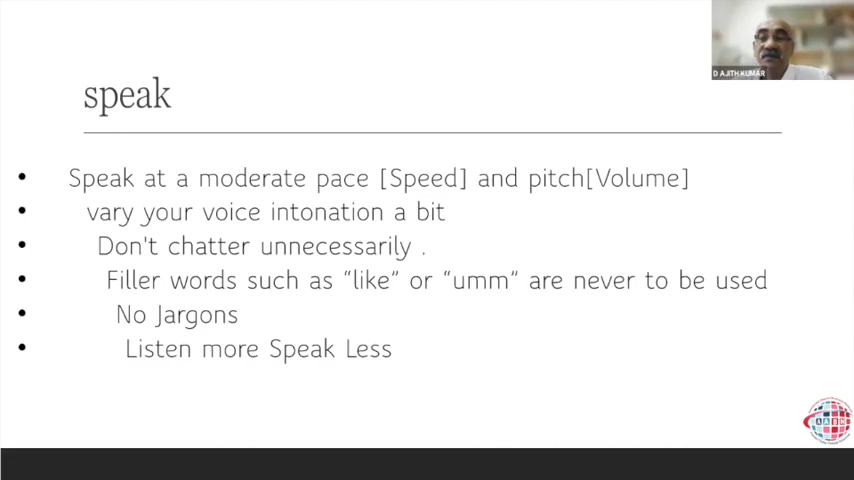 D AJITH KUMAR
speak
• Speak at a moderate pace [Speed] and pitch[Volume]
• vary your voice intonation a bit
• Don't chatter unnecessarily .
• Filler words such as “like” or “umm” are never to be used
• No Jargons
• Listen more Speak Less